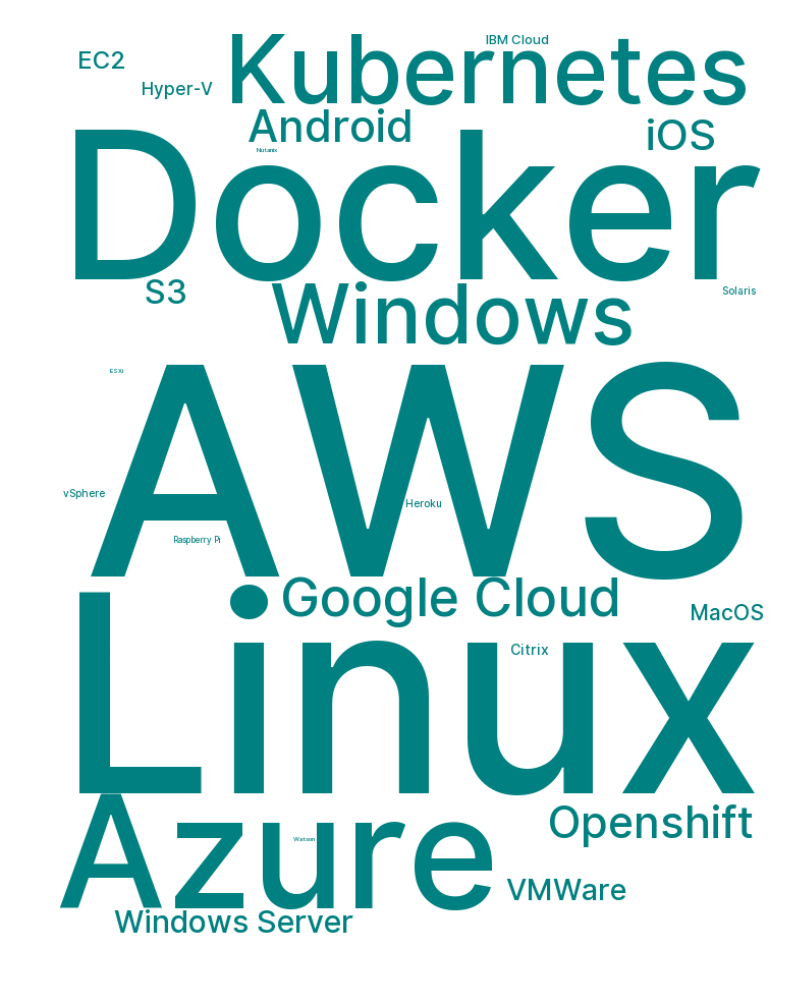 IBM Cloud
Kubernetes
EC2
Hyper-V
Android
iOS
Nutanix
Docker
S3
Solaris
Windows
ESXi
AWS
vSphere
Heroku
Raspberry Pi
Google Cloud
MacOS
Linux
Citrix
Azure
Openshift
VMWare
Windows Server